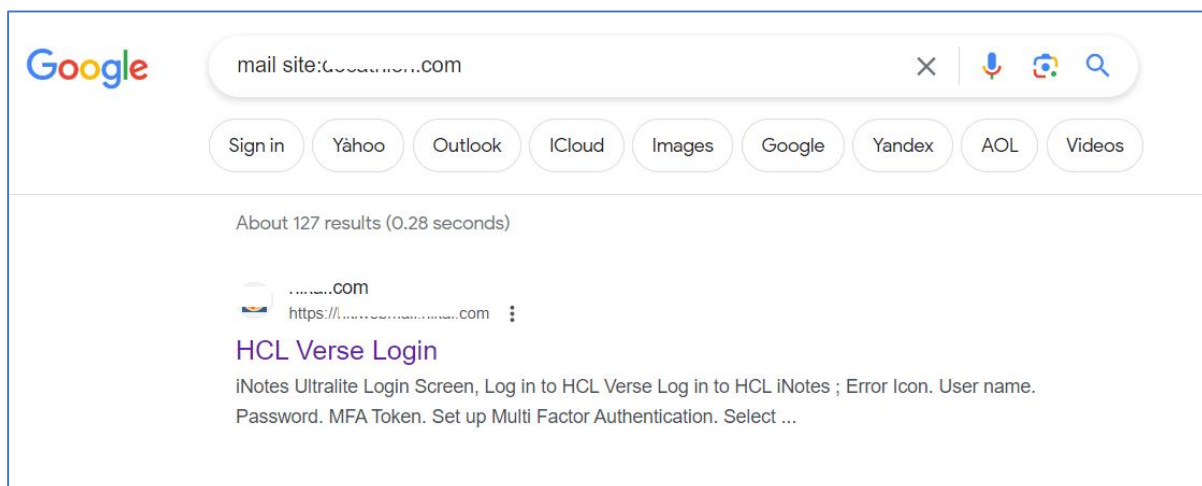 Google
mail site:
.com
Sign in
Yahoo
Outlook
ICloud
Images
Google
Yandex
AOL
Videos
About 127 results (0.28 seconds)
.com
https://
.com
HCL Verse Login
iNotes Ultralite Login Screen, Log in to HCL Verse Log in to HCL iNotes ; Error Icon. User name.
Password. MFA Token. Set up Multi Factor Authentication. Select ...